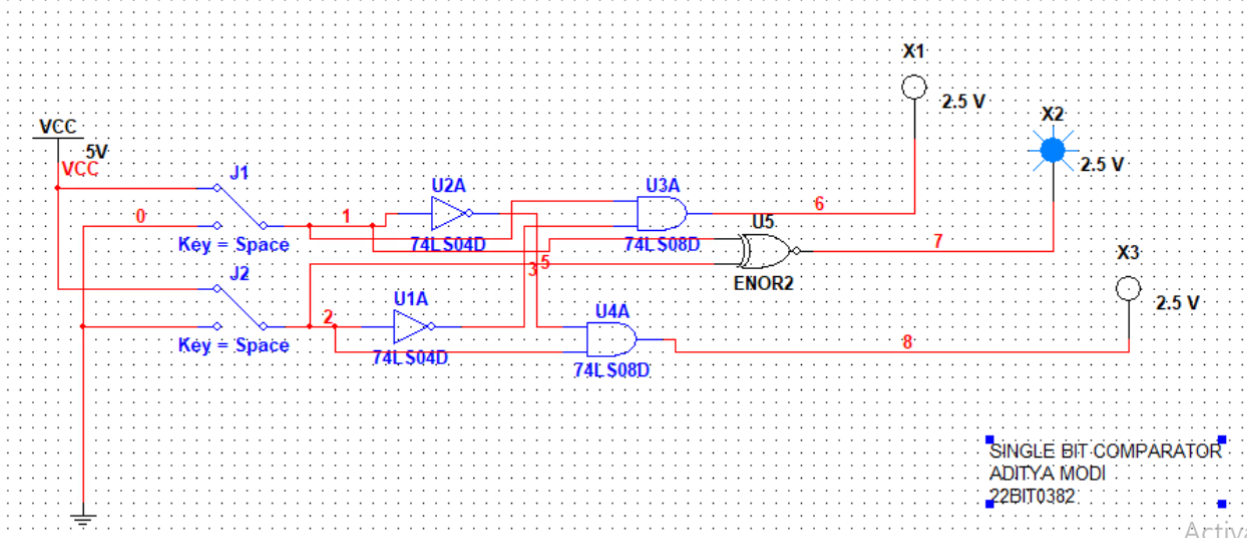 X1
2.5 V
X2
2.5 V
VCC
5V
VCC
J1
0
1
Key = Space
U2A
74LS04D
U3A
74LS08D
6
U5
7
ENOR2
X3
2.5 V
3
5
J2
2
Key = Space
U1A
74LS04D
U4A
74LS08D
8
SINGLE BIT COMPARATOR
ADITYA MODI
22BIT0382